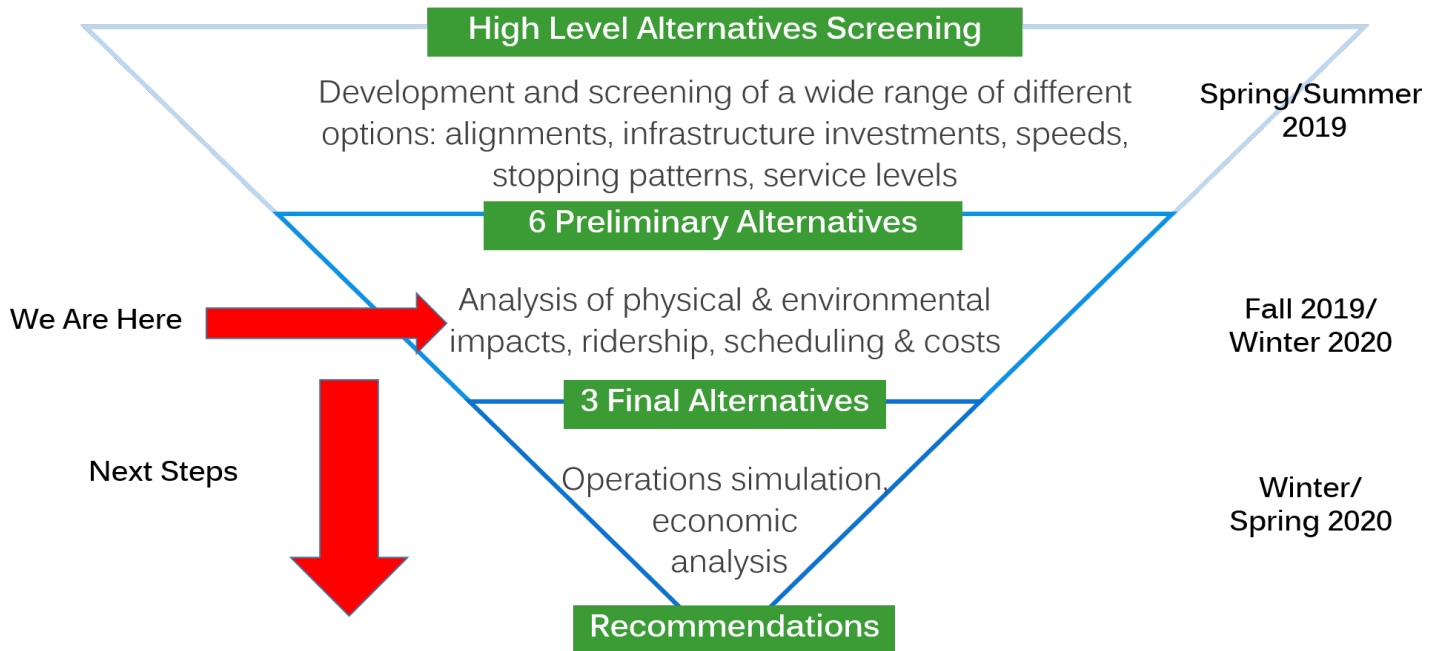 High Level Alternatives Screening
Development and screening of a wide range of different
options: alignments, infrastructure investments, speeds,
stopping patterns, service levels
Spring/Summer
2019
6 Preliminary Alternatives
We Are Here
Analysis of physical & environmental
impacts, ridership, scheduling & costs
Fall 2019/
Winter 2020
3 Final Alternatives
Next Steps
Operations simulation,
economic
analysis
Winter/
Spring 2020
Recommendations